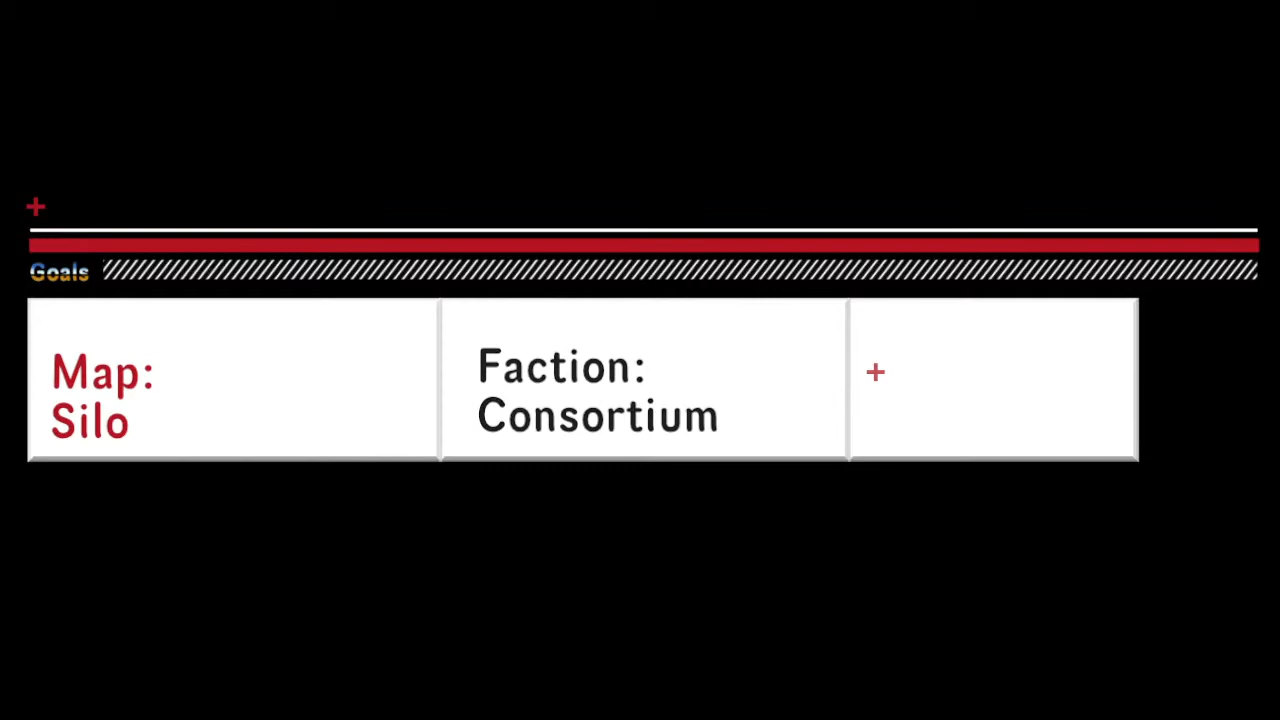 +
Goals
Map:
Silo
Faction:
Consortium
+